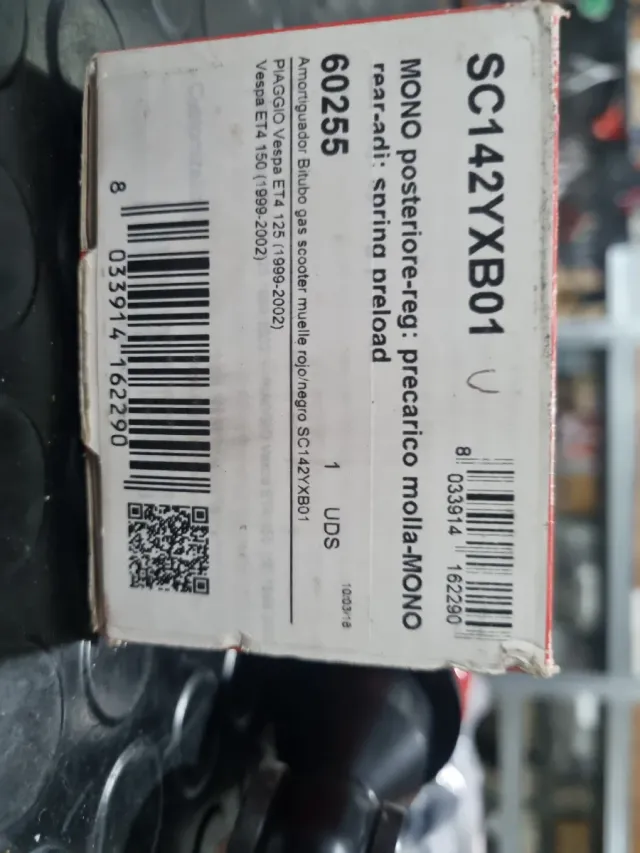 SC142YXB01 U
8 033914 162290
MONO posteriore-reg: precarico molla-MONO
rear-adj: spring preload
10/03/16
60255 1 UDS
Amortiguador Bitubo gas scooter muelle rojo/negro SC142YXB01
PIAGGIO Vespa ET4 125 (1999-2002)
Vespa ET4 150 (1999-2002)
8 033914 162290